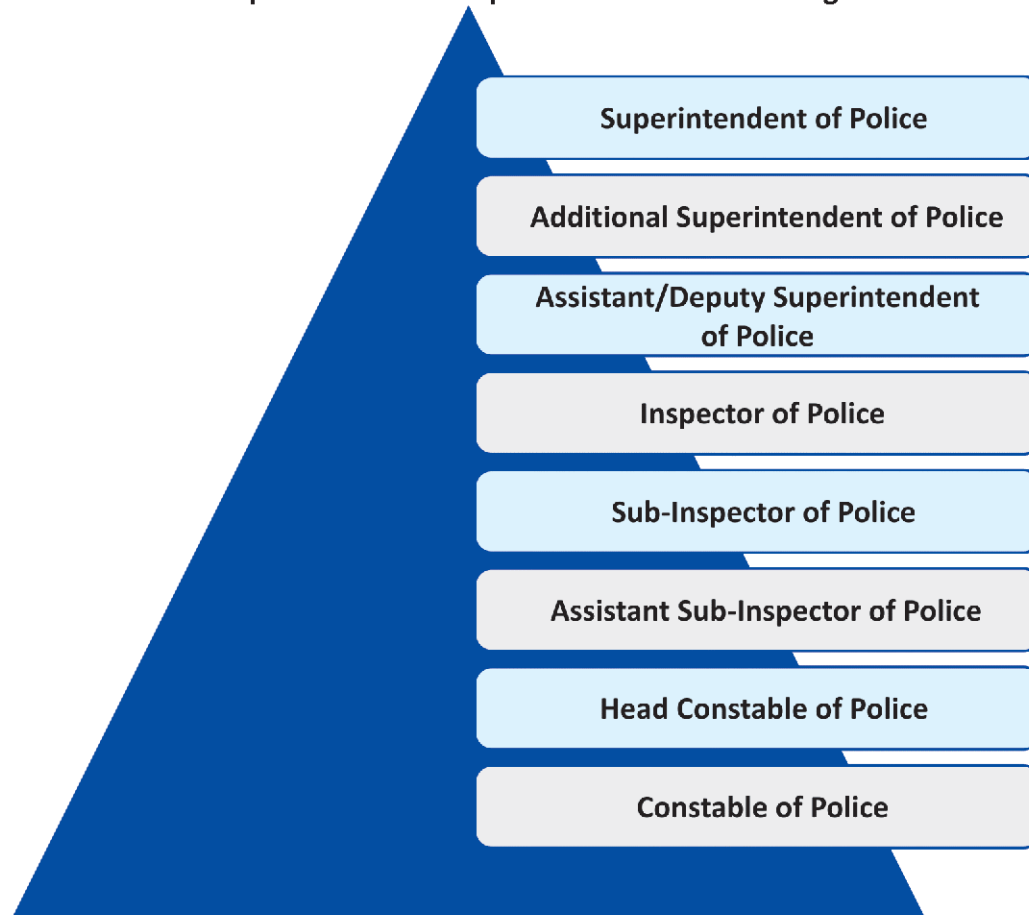 Superintendent of Police
Additional Superintendent of Police
Assistant/Deputy Superintendent
of Police
Inspector of Police
Sub-Inspector of Police
Assistant Sub-Inspector of Police
Head Constable of Police
Constable of Police